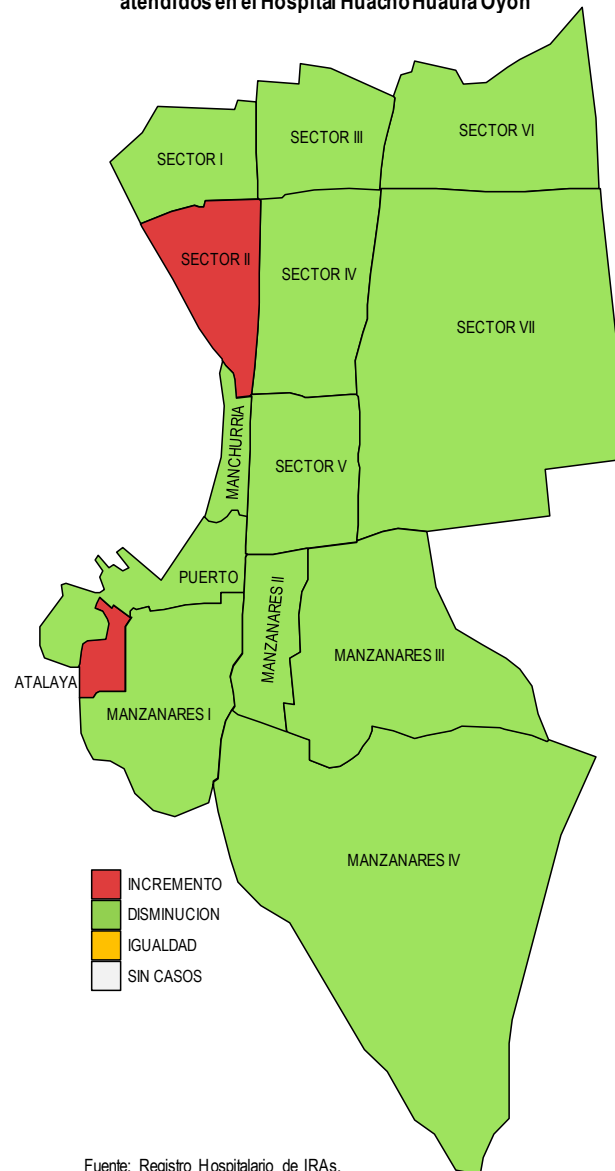 atendidos en el Hospital Huacho Huaura Oyon
SECTOR VI
SECTOR III
SECTOR I
SECTOR II
SECTOR IV
SECTOR VII
MANCHURRIA
SECTOR V
PUERTO
MANZANARES II
MANZANARES III
ATALAYA
MANZANARES I
MANZANARES IV
INCREMENTO
DISMINUCION
IGUALDAD
SIN CASOS
Fuente: Registro Hospitalario de IRAs.